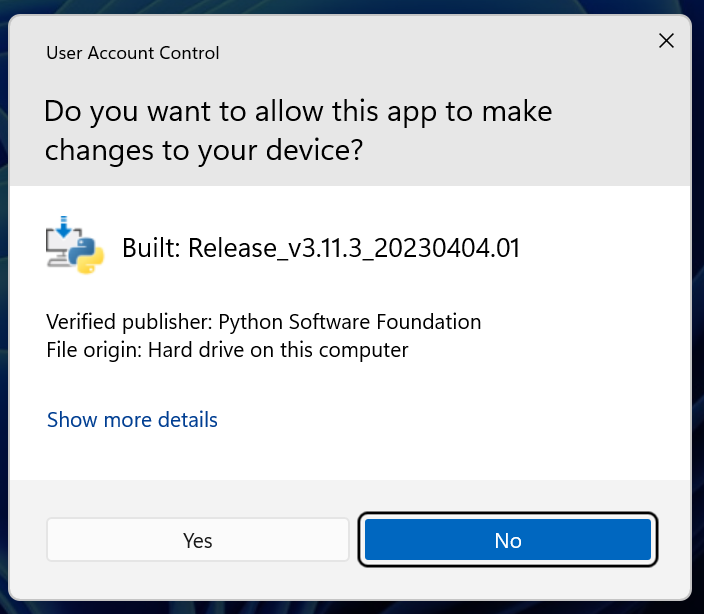 User Account Control
Do you want to allow this app to make
changes to your device?
Built: Release_v3.11.3_20230404.01
Verified publisher: Python Software Foundation
File origin: Hard drive on this computer
Show more details
Yes
No